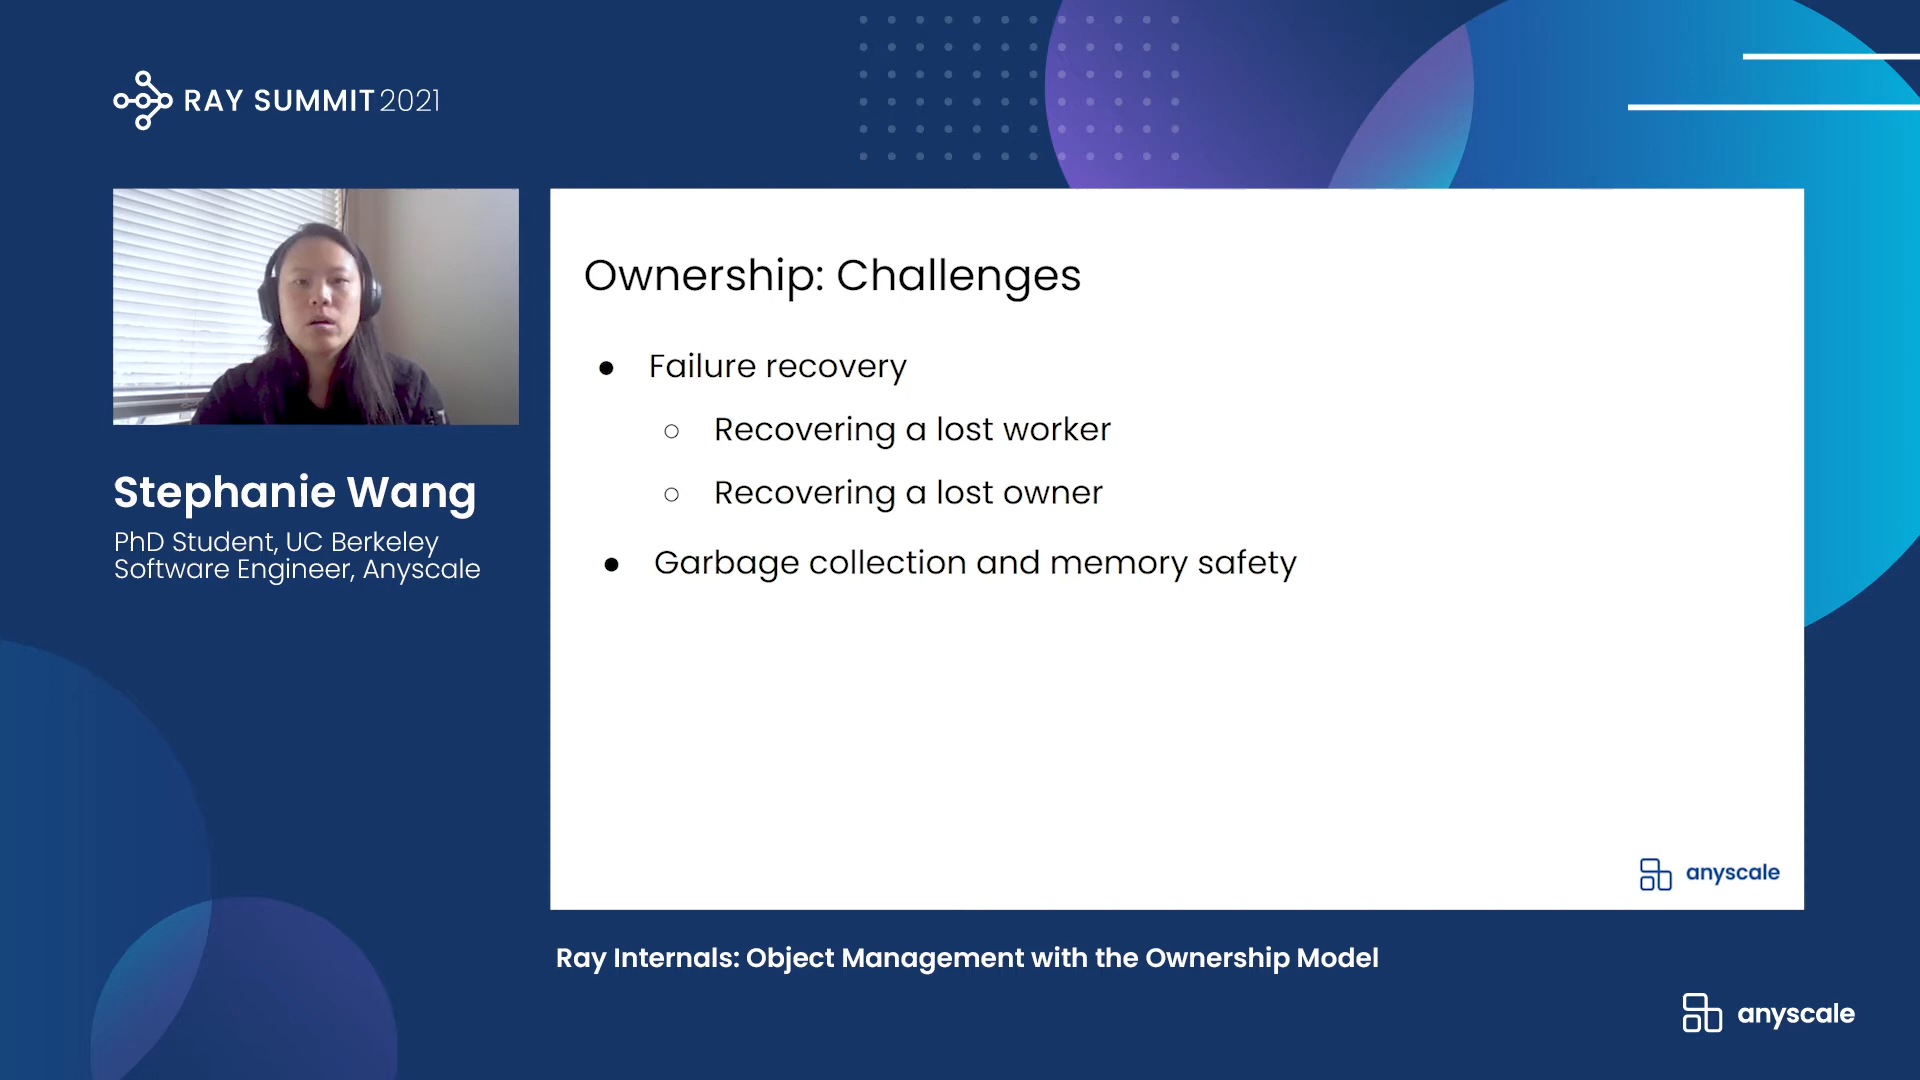 RAY SUMMIT 2021
Stephanie Wang
PhD Student, UC Berkeley
Software Engineer, Anyscale
Ownership: Challenges
● Failure recovery
○ Recovering a lost worker
○ Recovering a lost owner
● Garbage collection and memory safety
anyscale
Ray Internals: Object Management with the Ownership Model
anyscale